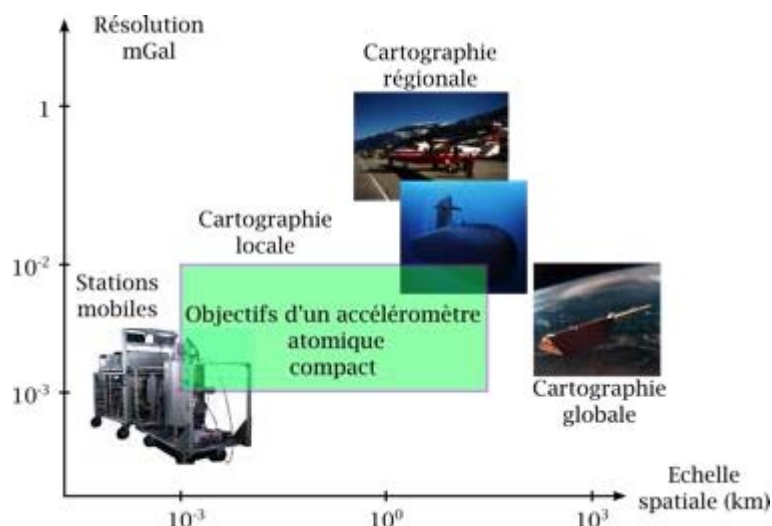 Résolution
mGal
Cartographie
régionale
1
Cartographie
locale
10-2
Stations
mobiles
Objectifs d'un accéléromètre
atomique
compact
10-3
Cartographie
globale
Echelle
spatiale (km)
10-3
100
103